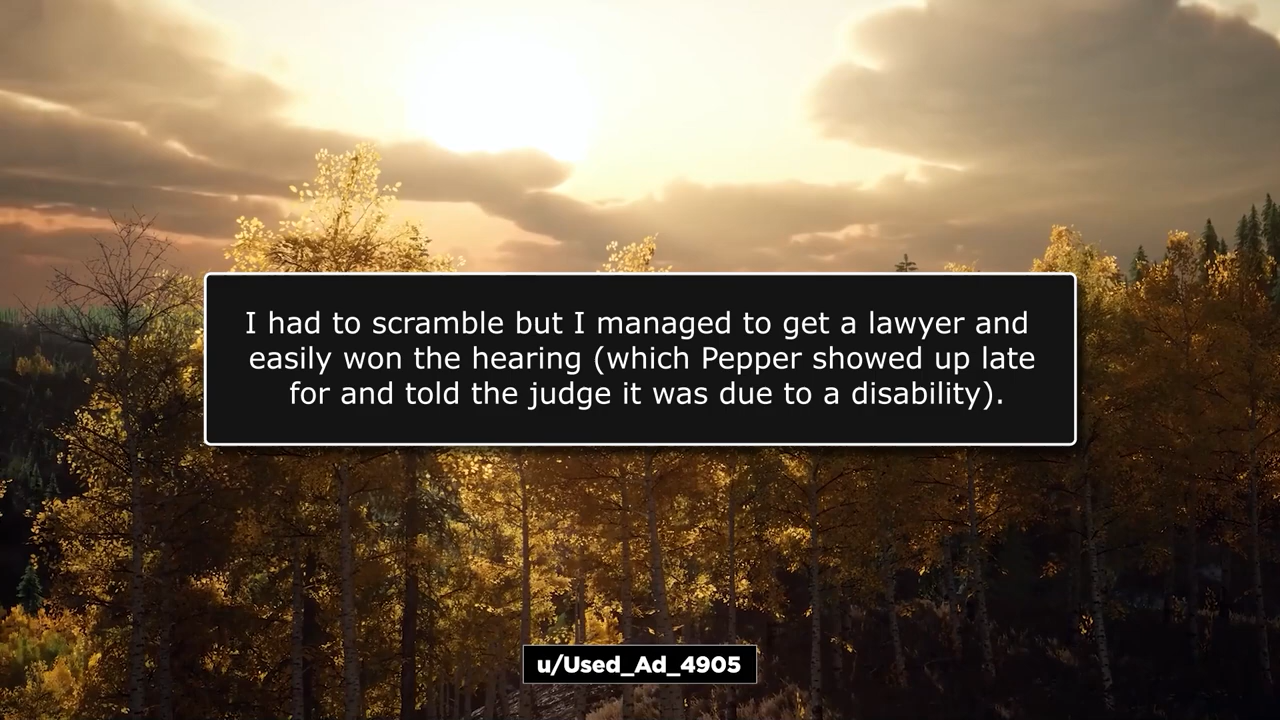 I had to scramble but I managed to get a lawyer and
easily won the hearing (which Pepper showed up late
for and told the judge it was due to a disability).
u/Used_Ad_4905